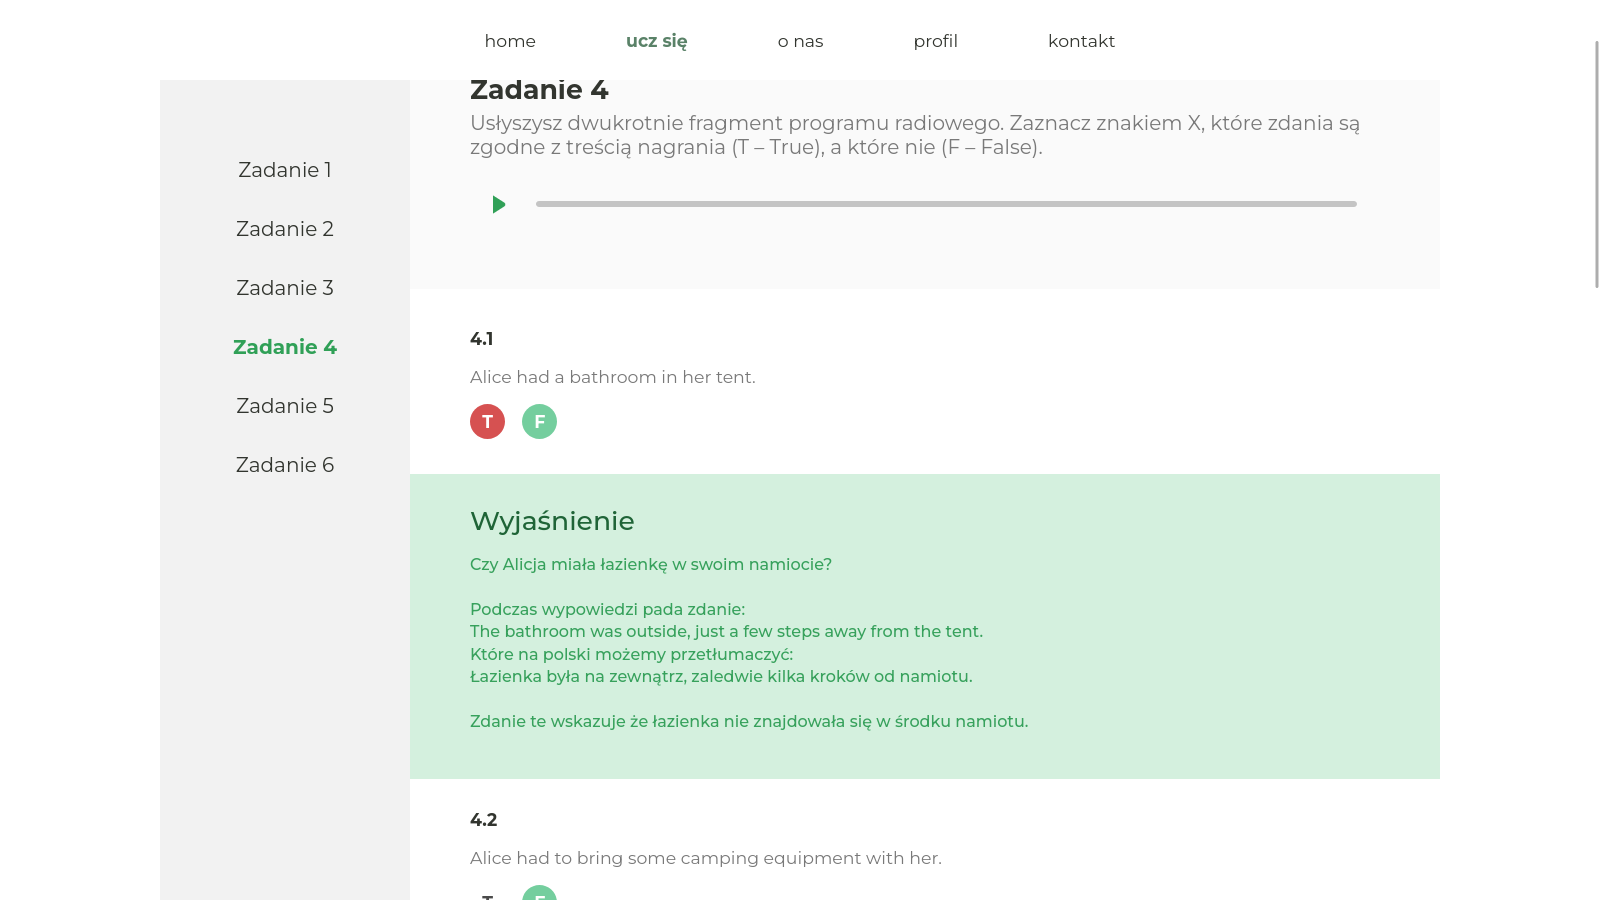 home
ucz się
o nas
profil
kontakt
Zadanie 1
Zadanie 2
Zadanie 3
Zadanie 4
Zadanie 5
Zadanie 6
Zadanie 4
Usłyszysz dwukrotnie fragment programu radiowego. Zaznacz znakiem X, które zdania są
zgodne z treścią nagrania (T – True), a które nie (F – False).
4.1
Alice had a bathroom in her tent.
T F
Wyjaśnienie
Czy Alicja miała łazienkę w swoim namiocie?
Podczas wypowiedzi pada zdanie:
The bathroom was outside, just a few steps away from the tent.
Które na polski możemy przetłumaczyć:
Łazienka była na zewnątrz, zaledwie kilka kroków od namiotu.
Zdanie te wskazuje że łazienka nie znajdowała się w środku namiotu.
4.2
Alice had to bring some camping equipment with her.
T F